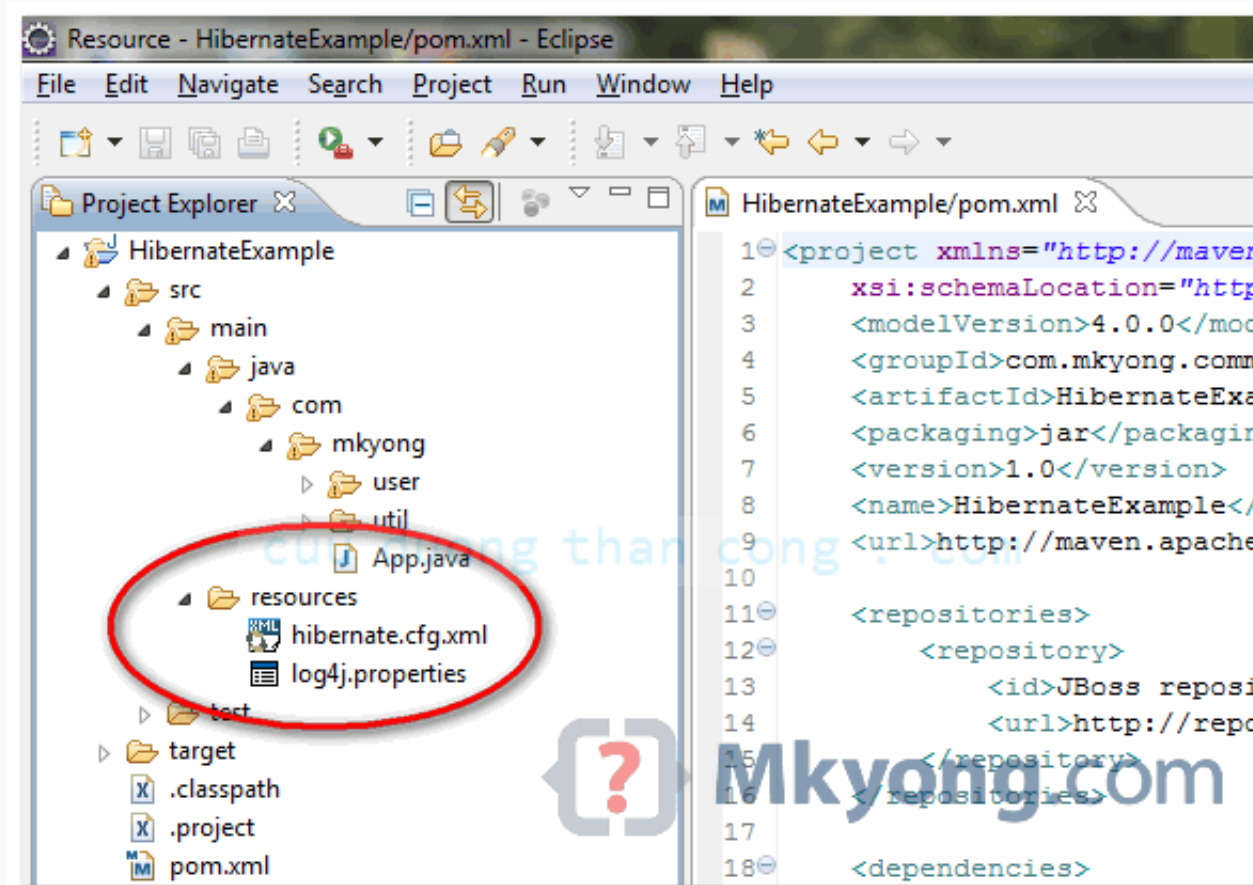 Resource - HibernateExample/pom.xml - Eclipse
File Edit Navigate Search Project Run Window Help
Project Explorer
HibernateExample
src
main
java
com
mkyong
user
util
App.java
resources
hibernate.cfg.xml
log4j.properties
test
target
.classpath
.project
pom.xml
HibernateExample/pom.xml
1 <project xmlns="http://maven
2 xsi:schemaLocation="http
3 <modelVersion>4.0.0</mod
4 <groupId>com.mkyong.comm
5 <artifactId>HibernateExa
6 <packaging>jar</packagin
7 <version>1.0</version>
8 <name>HibernateExample</
9 <url>http://maven.apache
10
11 <repositories>
12 <repository>
13 <id>JBoss reposi
14 <url>http://repo
15 </repository>
16 </repositories>
17
18 <dependencies>
cuu duong than cong . com
Mkyong.com